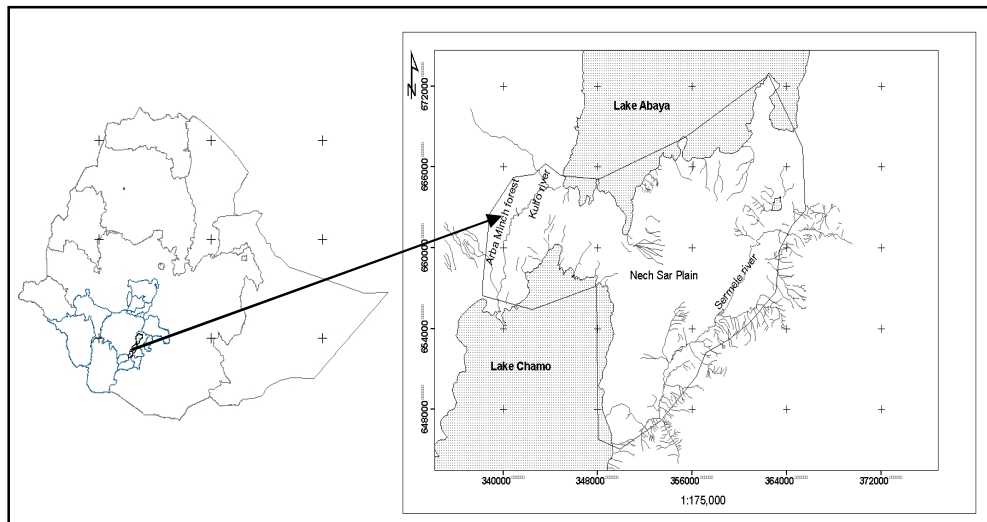 N
Lake Abaya
Arba Minch forest
Kulfo river
Nech Sar Plain
Sermele river
Lake Chamo
672000
666000
660000
654000
648000
340000
348000
356000
364000
372000
1:175,000